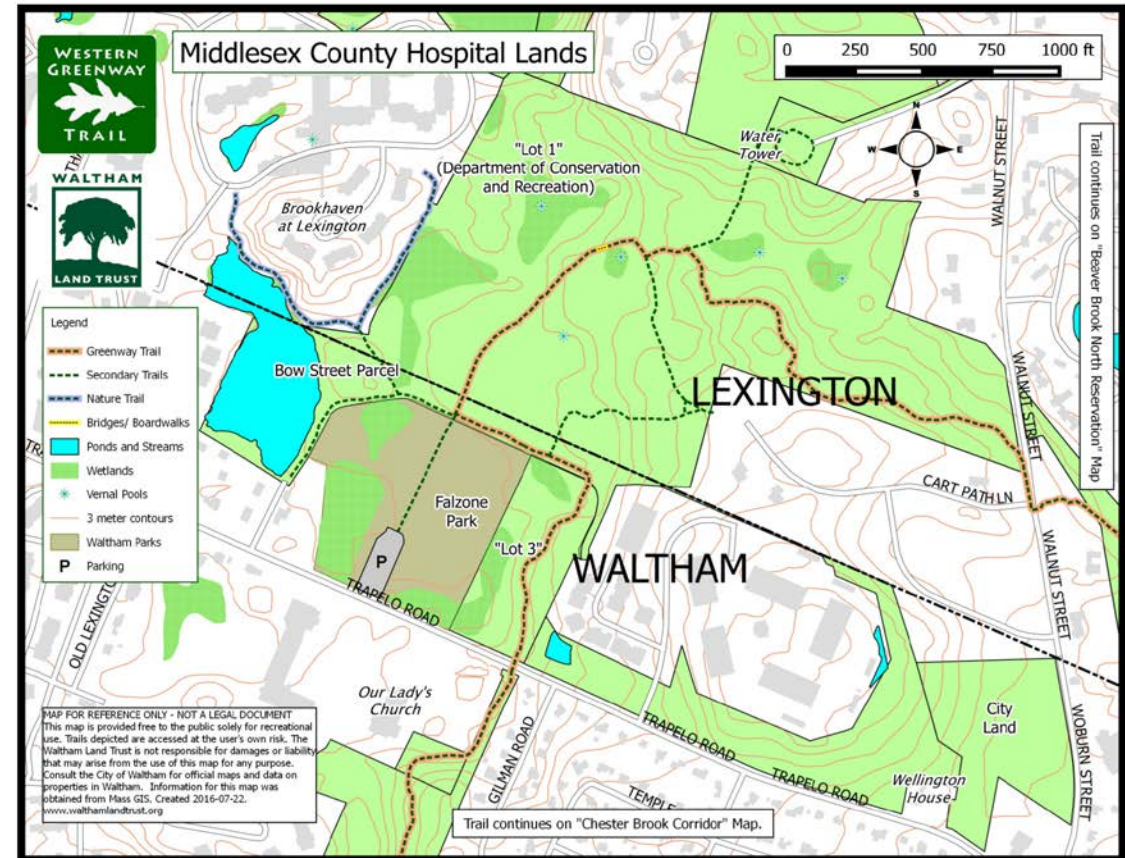 WESTERN
GREENWAY
TRAIL
Middlesex County Hospital Lands
0 250 500 750 1000 ft
WALTHAM
LAND TRUST
N
W E
S
Water
Tower
"Lot 1"
(Department of Conservation
and Recreation)
Brookhaven
at Lexington
WALNUT STREET
Trail continues on "Beaver Brook North Reservation" Map
Legend
Greenway Trail
Secondary Trails
Nature Trail
Bridges/ Boardwalks
Ponds and Streams
Wetlands
Vernal Pools
3 meter contours
Waltham Parks
P Parking
Bow Street Parcel
LEXINGTON
WALNUT STREET
CART PATH LN
Falzone
Park
"Lot 3"
WALTHAM
P
TRAPELO ROAD
WALNUT STREET
OLD LEXINGTON
Our Lady's
Church
GILMAN ROAD
TRAPELO ROAD
TRAPELO ROAD
City
Land
WOBURN STREET
Wellington
House
TEMPLE
MAP FOR REFERENCE ONLY - NOT A LEGAL DOCUMENT
This map is provided free to the public solely for recreational
use. Trails depicted are accessed at the user's own risk. The
Waltham Land Trust is not responsible for damages or liability
that may arise from the use of this map for any purpose.
Consult the City of Waltham for official maps and data on
properties in Waltham. Information for this map was
obtained from Mass GIS. Created 2016-07-22.
www.walthamlandtrust.org
Trail continues on "Chester Brook Corridor" Map.